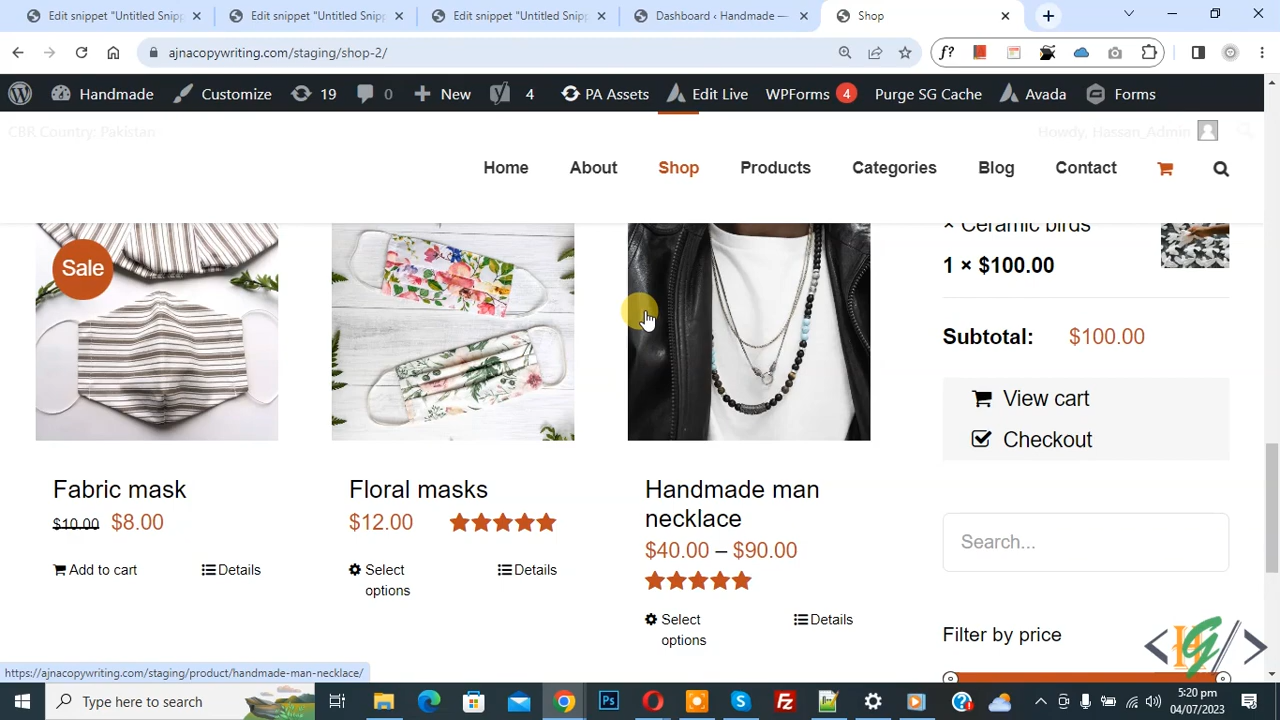 Edit snippet "Untitled Snip
Edit snippet "Untitled Snip
Edit snippet "Untitled Snip
Dashboard ‹ Handmade —
Shop
ajnacopywriting.com/staging/shop-2/
f?
Handmade
Customize
19
0
New
4
PA Assets
Edit Live
WPForms 4
Purge SG Cache
Avada
Forms
CBR Country: Pakistan
Howdy, Hassan_Admin
Home
About
Shop
Products
Categories
Blog
Contact
Sale
Fabric mask
$10.00 $8.00
Add to cart
Details
Floral masks
$12.00
Select
options
Details
Handmade man
necklace
$40.00 – $90.00
Select
options
Details
× Ceramic birds
1 × $100.00
Subtotal: $100.00
View cart
Checkout
Search...
Filter by price
H G
https://ajnacopywriting.com/staging/product/handmade-man-necklace/
Type here to search
Ps
5:20 pm
04/07/2023